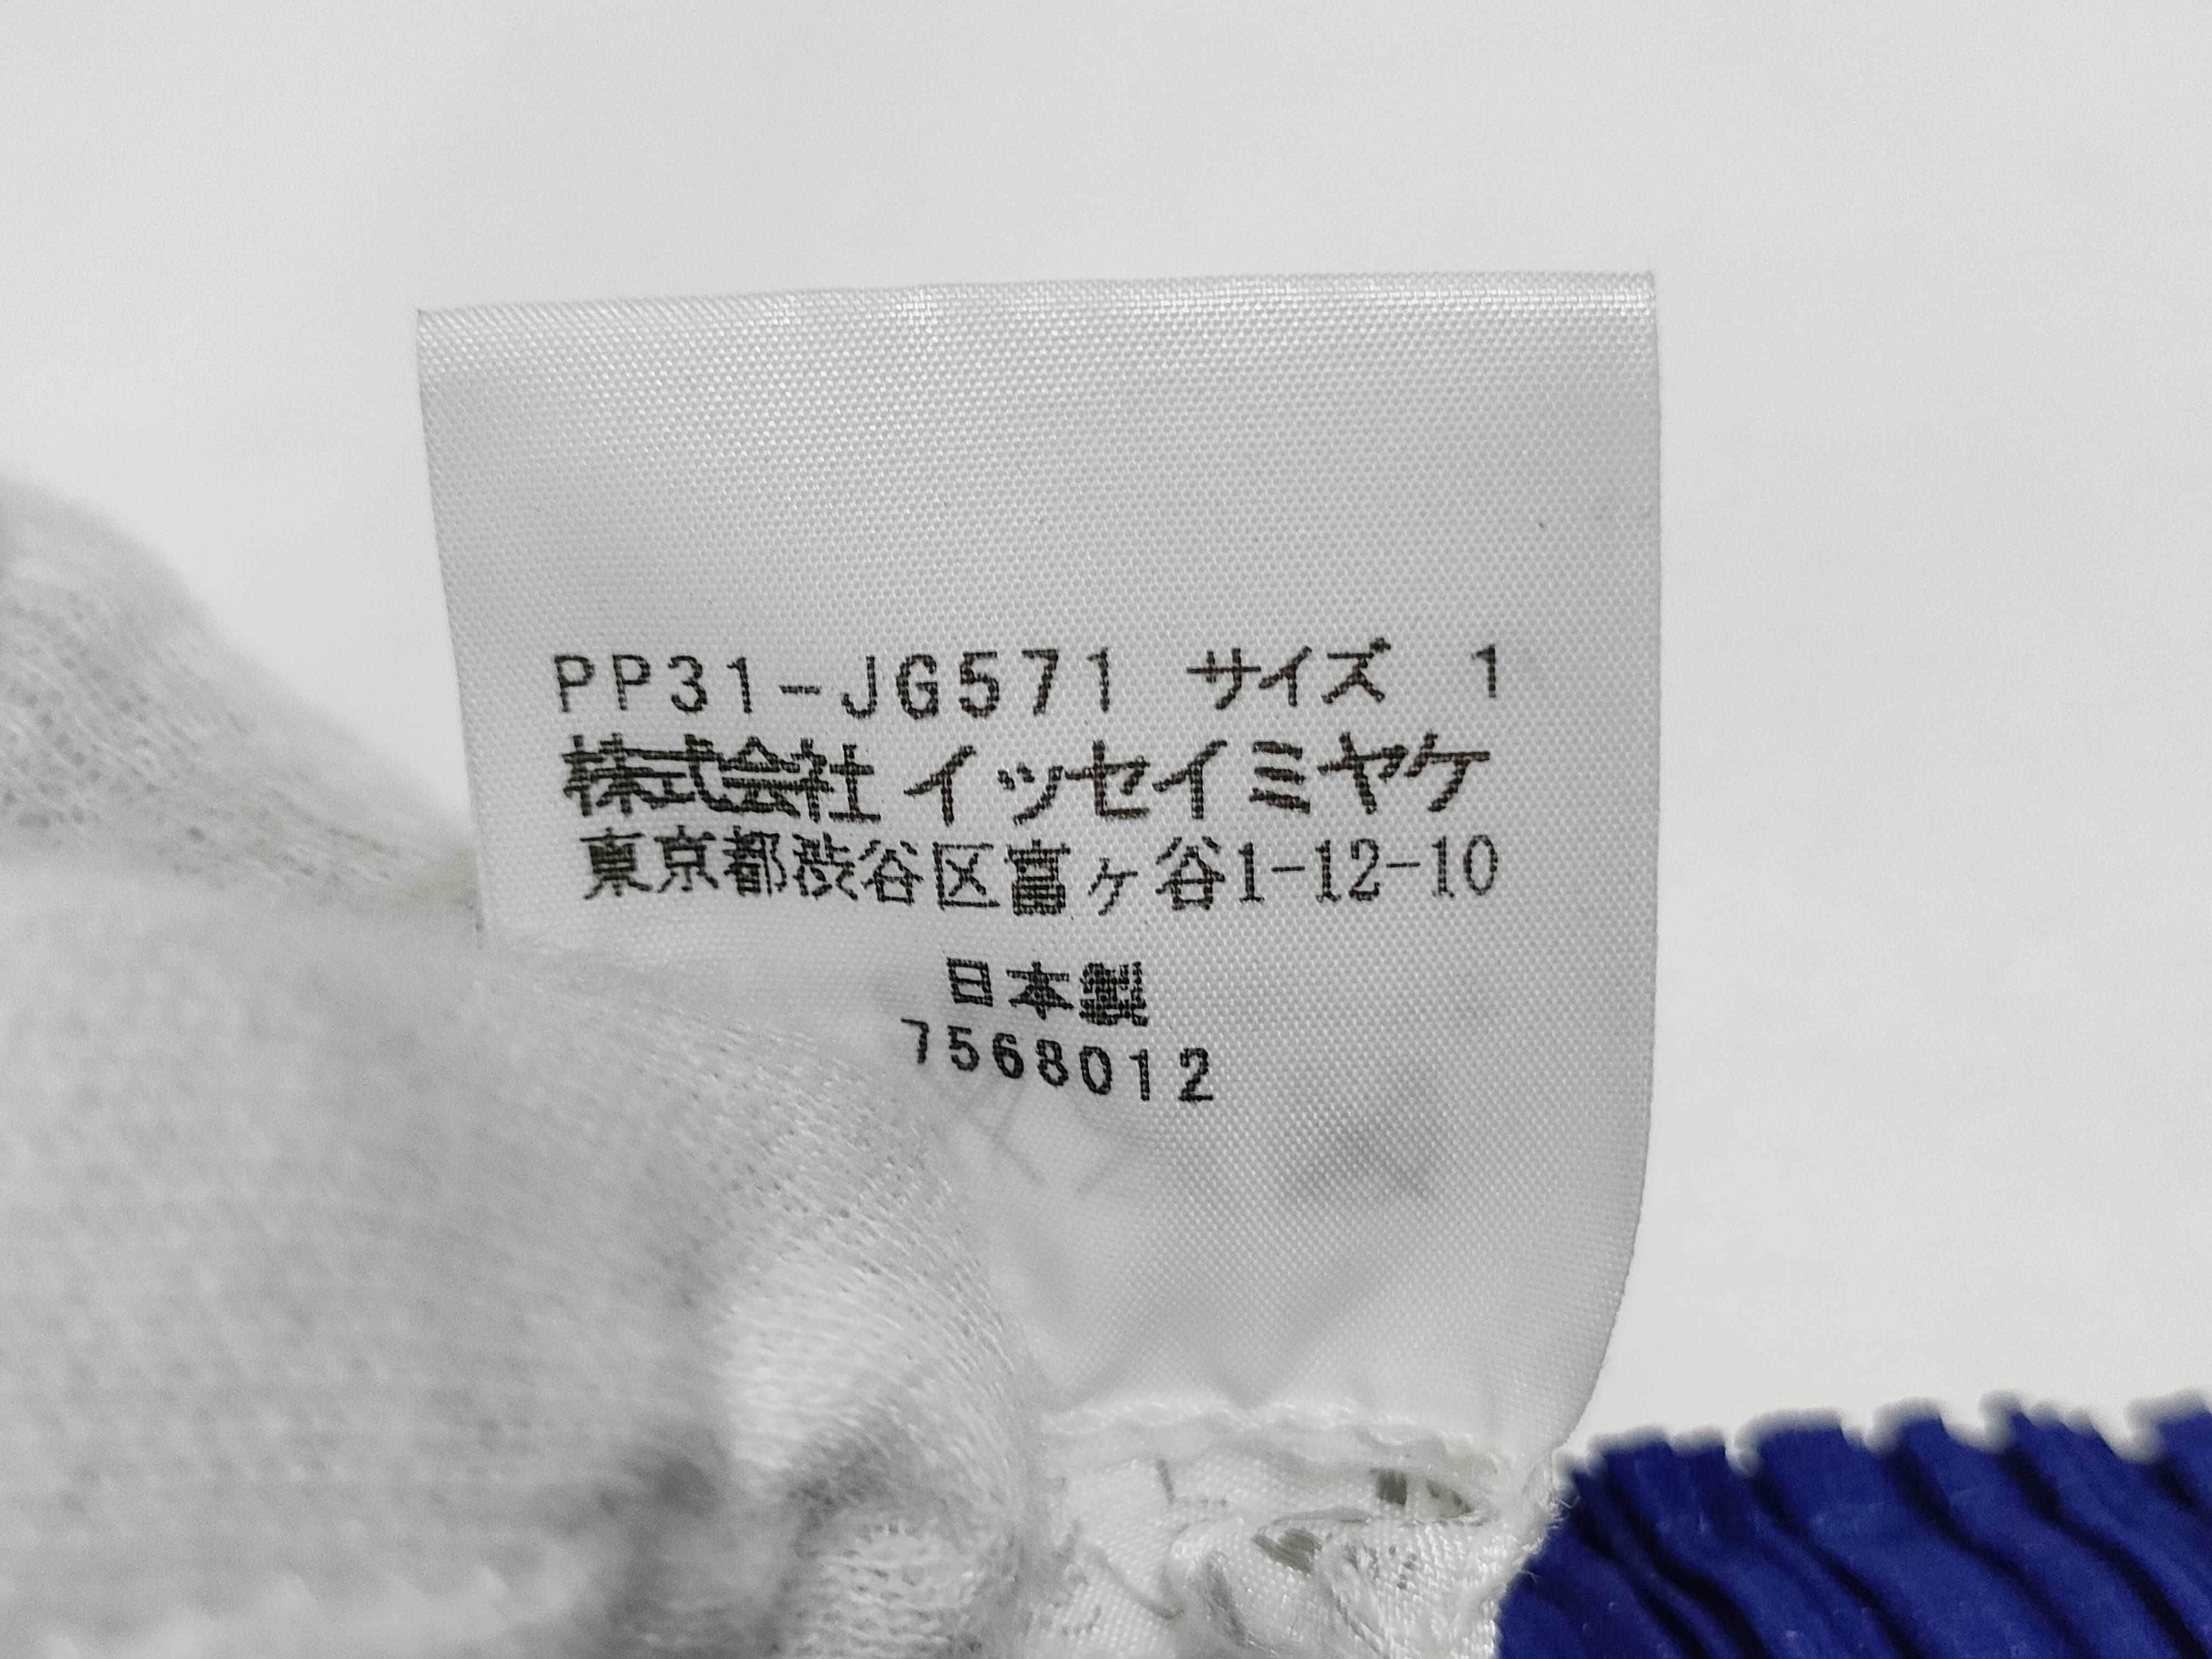 PP31-JG571 サイズ 1
株式会社 イッセイミヤケ
東京都渋谷区富ヶ谷1-12-10
日本製
7568012